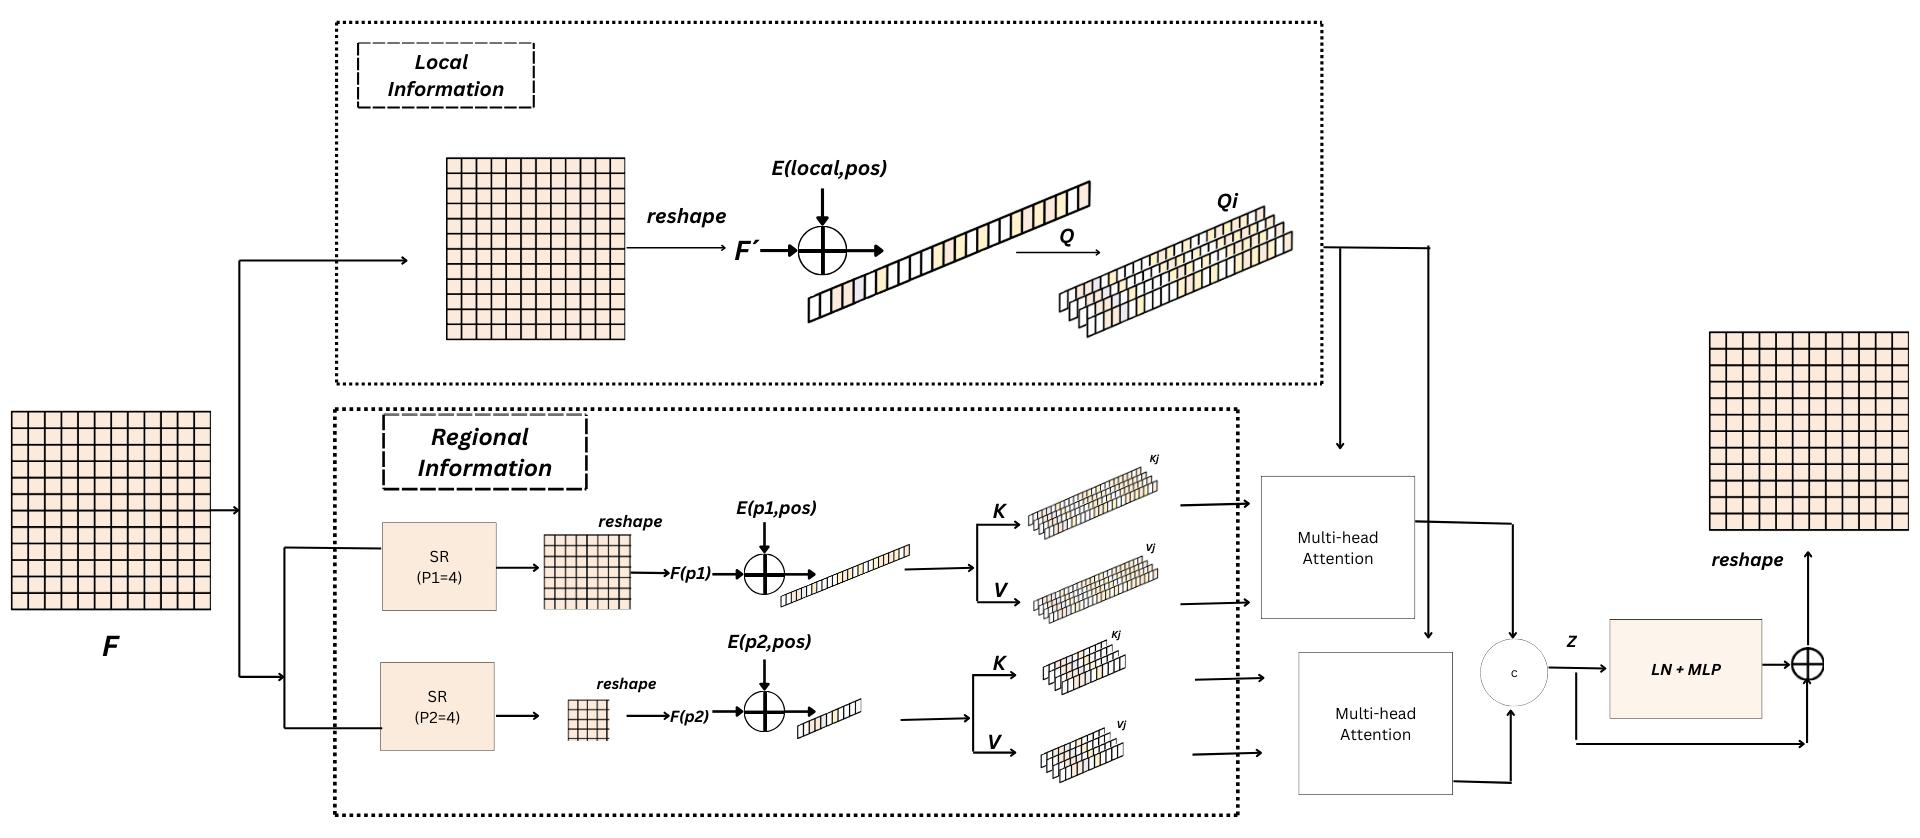 Local
Information
E(local,pos)
reshape
F´
Q
Qi
F
Regional
Information
SR
(P1=4)
reshape
F(p1)
E(p1,pos)
K
Kj
V
Vj
SR
(P2=4)
reshape
F(p2)
E(p2,pos)
K
Kj
V
Vj
Multi-head
Attention
Multi-head
Attention
c
Z
LN + MLP
reshape